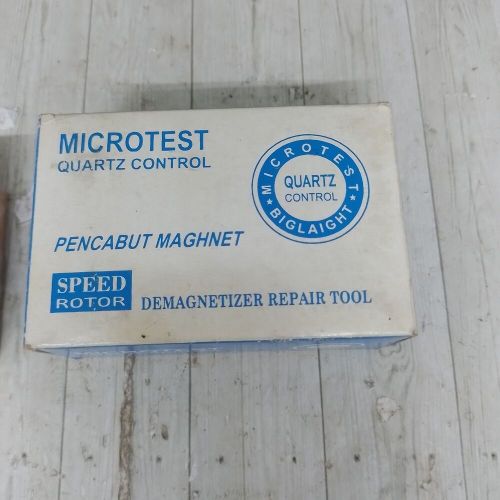 MICROTEST
QUARTZ CONTROL
MICROTEST
QUARTZ
CONTROL
★ BIGLAIGHT ★
PENCABUT MAGHNET
SPEED
ROTOR
DEMAGNETIZER REPAIR TOOL